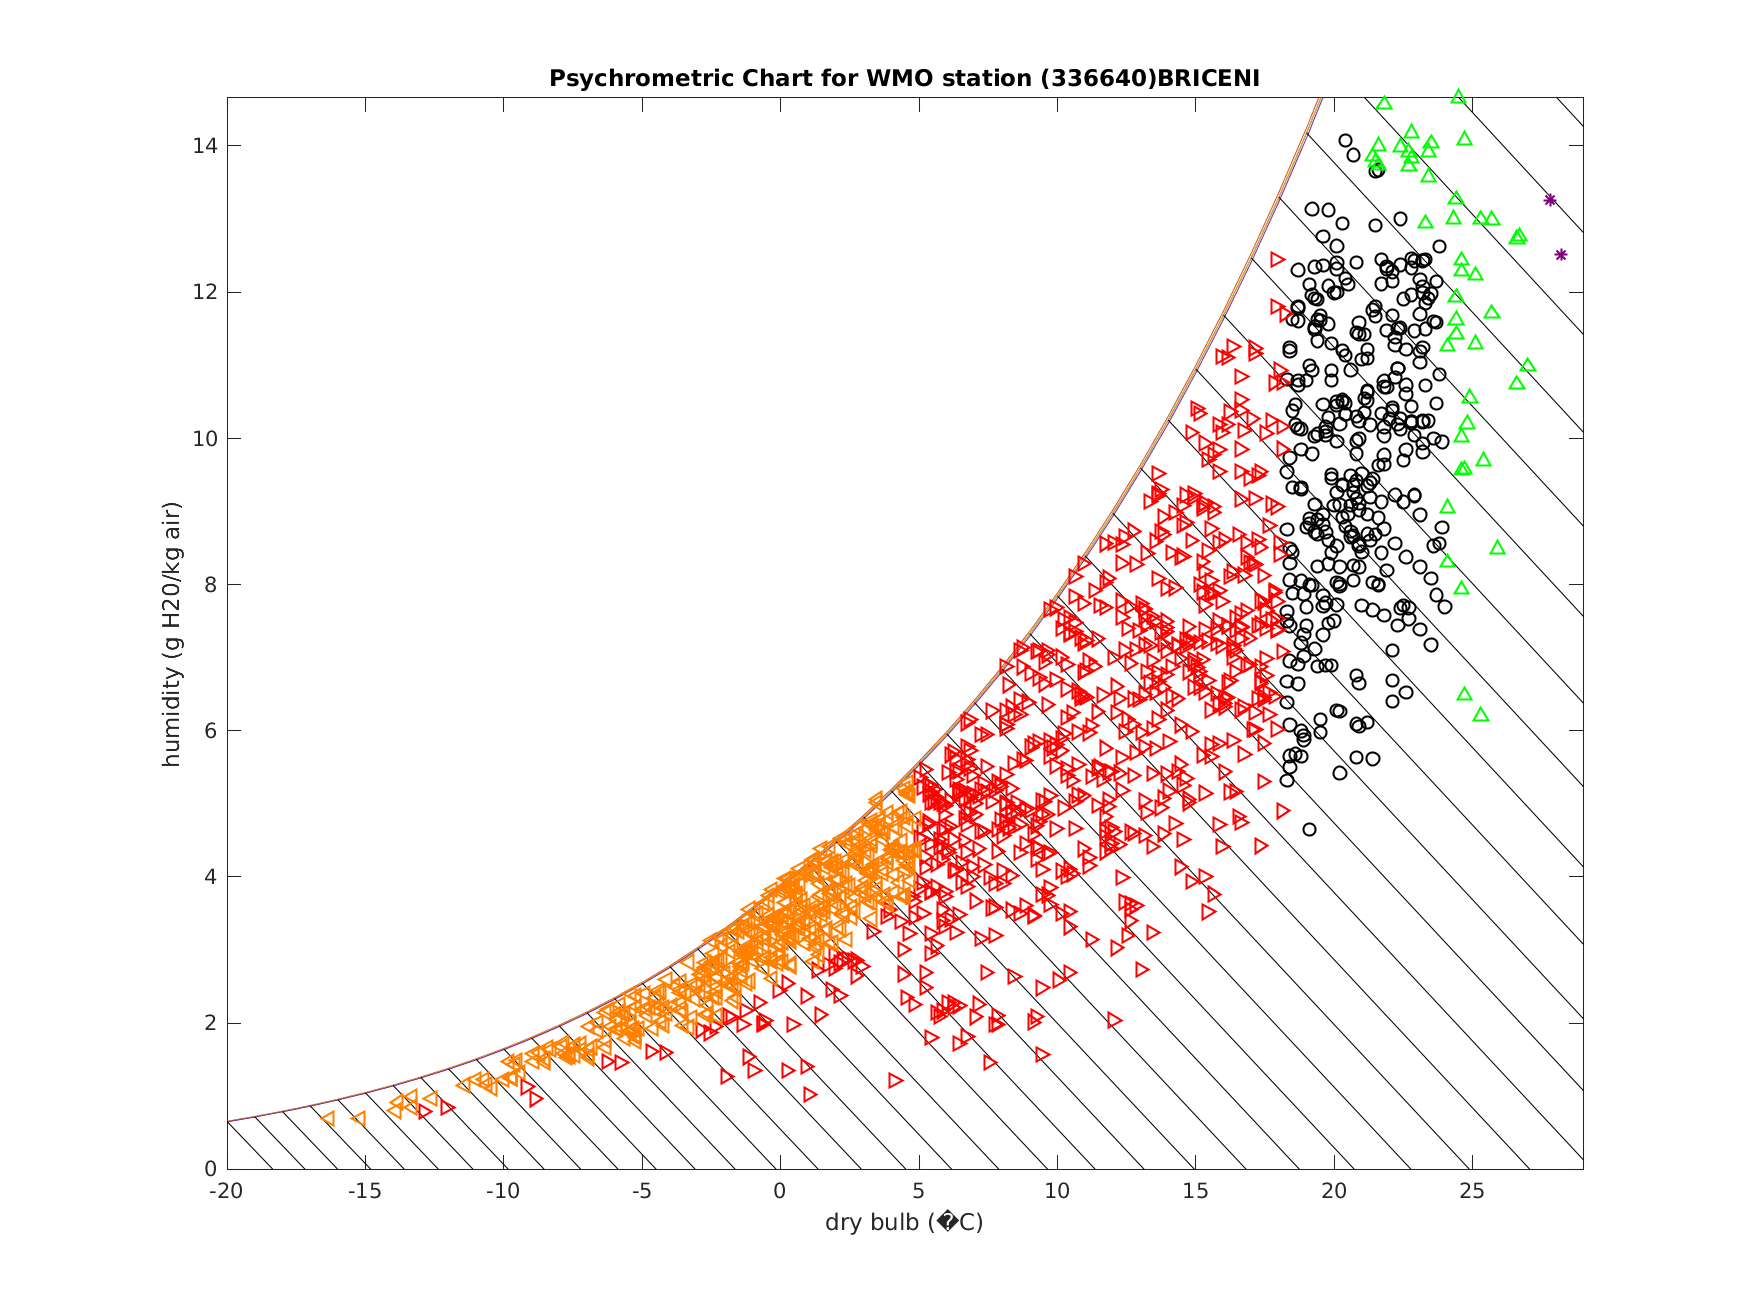 Psychrometric Chart for WMO station (336640)BRICENI
14
12
10
8
6
4
2
0
humidity (g H20/kg air)
-20 -15 -10 -5 0 5 10 15 20 25
dry bulb (�C)